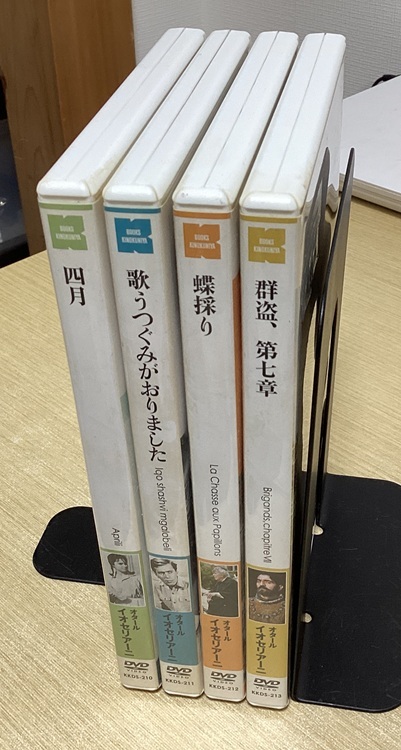 BOOKS
KINOKUNIYA
四月
Aprili
オタール
イオセリアーニ
DVD
VIDEO
KKDS-210
BOOKS
KINOKUNIYA
歌うつぐみがおりました
Iqo shashvi mgalobeli
オタール
イオセリアーニ
DVD
VIDEO
KKDS-211
BOOKS
KINOKUNIYA
蝶採り
La Chasse aux Papillons
オタール
イオセリアーニ
DVD
VIDEO
KKDS-212
BOOKS
KINOKUNIYA
群盗、第七章
Brigands.chapitre VII
オタール
イオセリアーニ
DVD
VIDEO
KKDS-213